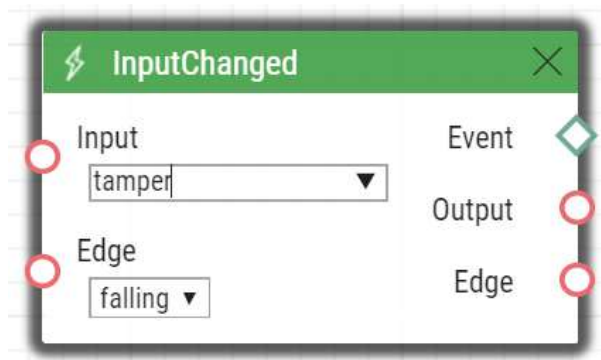 InputChanged
Input
Event
tamper
Output
Edge
Edge
falling